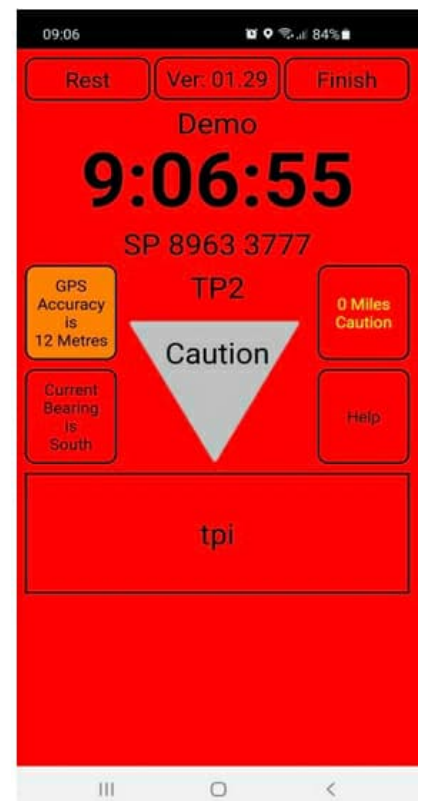 09:06
84%
Rest
Ver: 01.29
Finish
Demo
9:06:55
SP 8963 3777
GPS
Accuracy
is
12 Metres
TP2
0 Miles
Caution
Caution
Current
Bearing
is
South
Help
tpi